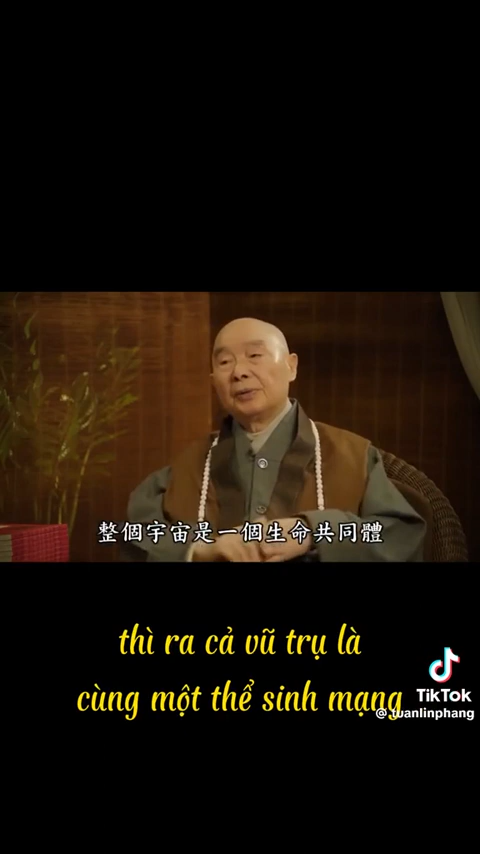 整個宇宙是一個生命共同體
thì ra cả vũ trụ là
cùng một thể sinh mạng
TikTok
@_tuanlinphang